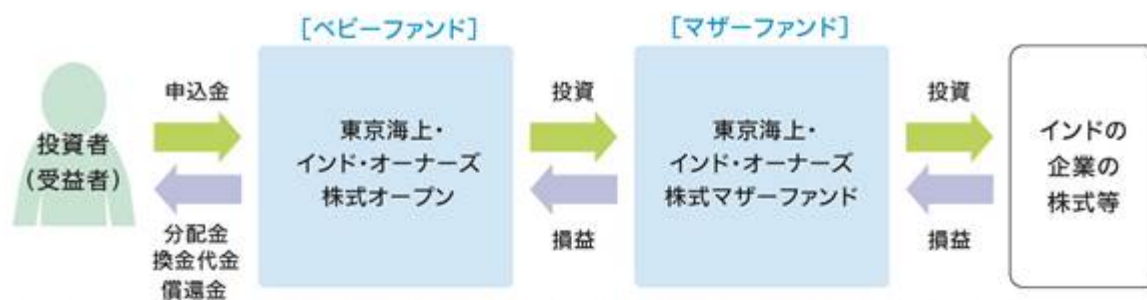 [ベビーファンド]
[マザーファンド]
投資者
(受益者)
申込金
分配金
換金代金
償還金
東京海上・
インド・オーナーズ
株式オープン
投資
損益
東京海上・
インド・オーナーズ
株式マザーファンド
投資
損益
インドの
企業の
株式等